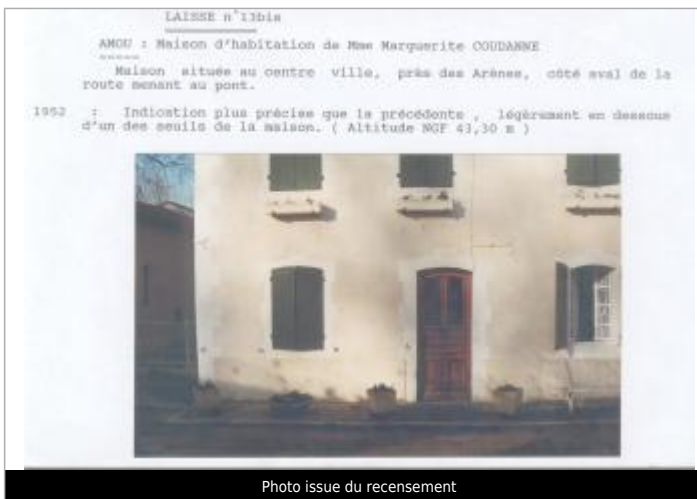 LAISSE n°13bis
AMOU : Maison d'habitation de Mme Marguerite COUDANNE
Maison située au centre ville, près des Arènes, côté aval de la
route menant au pont.
1952 : Indication plus précise que la précédente , légèrement en dessous
d'un des seuils de la maison. ( Altitude NGF 43,30 m )
Photo issue du recensement